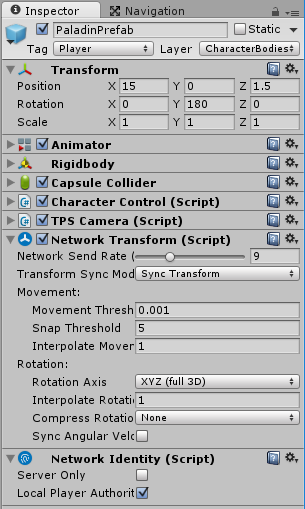 Inspector Navigation
PaladinPrefab Static
Tag Player Layer CharacterBodies
Transform
Position X 15 Y 0 Z 1.5
Rotation X 0 Y 180 Z 0
Scale X 1 Y 1 Z 1
Animator
Rigidbody
Capsule Collider
Character Control (Script)
TPS Camera (Script)
Network Transform (Script)
Network Send Rate ( 9
Transform Sync Mod Sync Transform
Movement:
Movement Thresh 0.001
Snap Threshold 5
Interpolate Mover 1
Rotation:
Rotation Axis XYZ (full 3D)
Interpolate Rotati 1
Compress Rotatio None
Sync Angular Velc
Network Identity (Script)
Server Only
Local Player Authorit